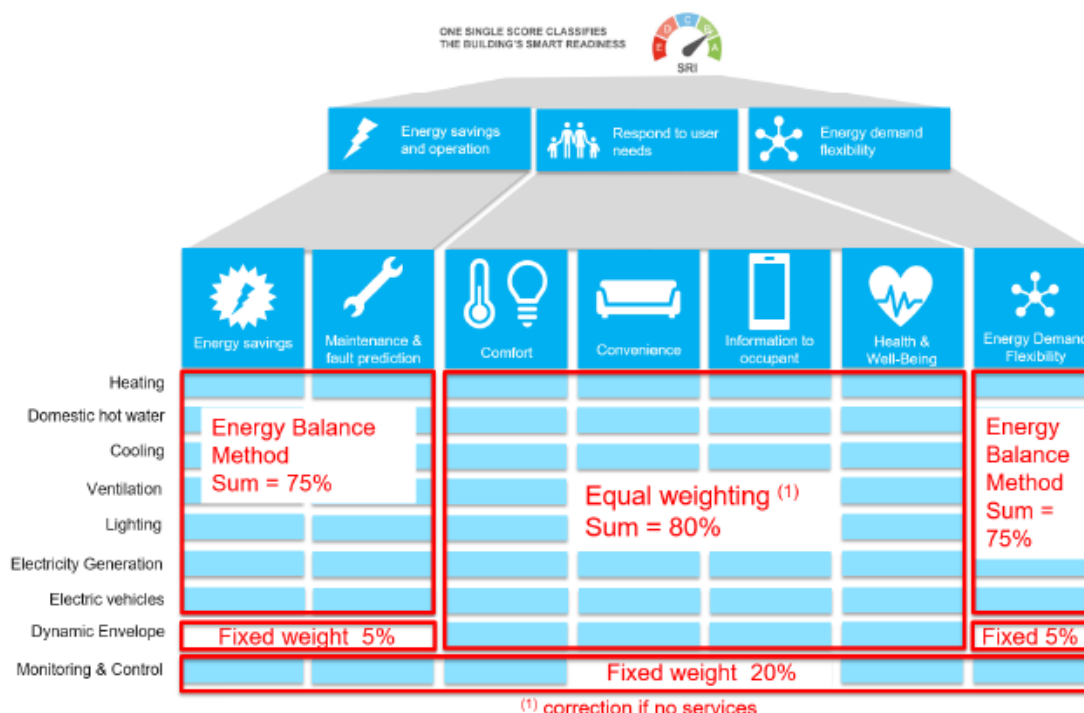 ONE SINGLE SCORE CLASSIFIES
THE BUILDING'S SMART READINESS
E D C B A
SRI
Energy savings
and operation
Respond to user
needs
Energy demand
flexibility
Energy savings
Maintenance &
fault prediction
Comfort
Convenience
Information to
occupant
Health &
Well-Being
Energy Demand
Flexibility
Heating
Domestic hot water
Cooling
Ventilation
Lighting
Electricity Generation
Electric vehicles
Dynamic Envelope
Monitoring & Control
Energy Balance
Method
Sum = 75%
Equal weighting (1)
Sum = 80%
Energy
Balance
Method
Sum =
75%
Fixed weight 5%
Fixed 5%
Fixed weight 20%
(1) correction if no services